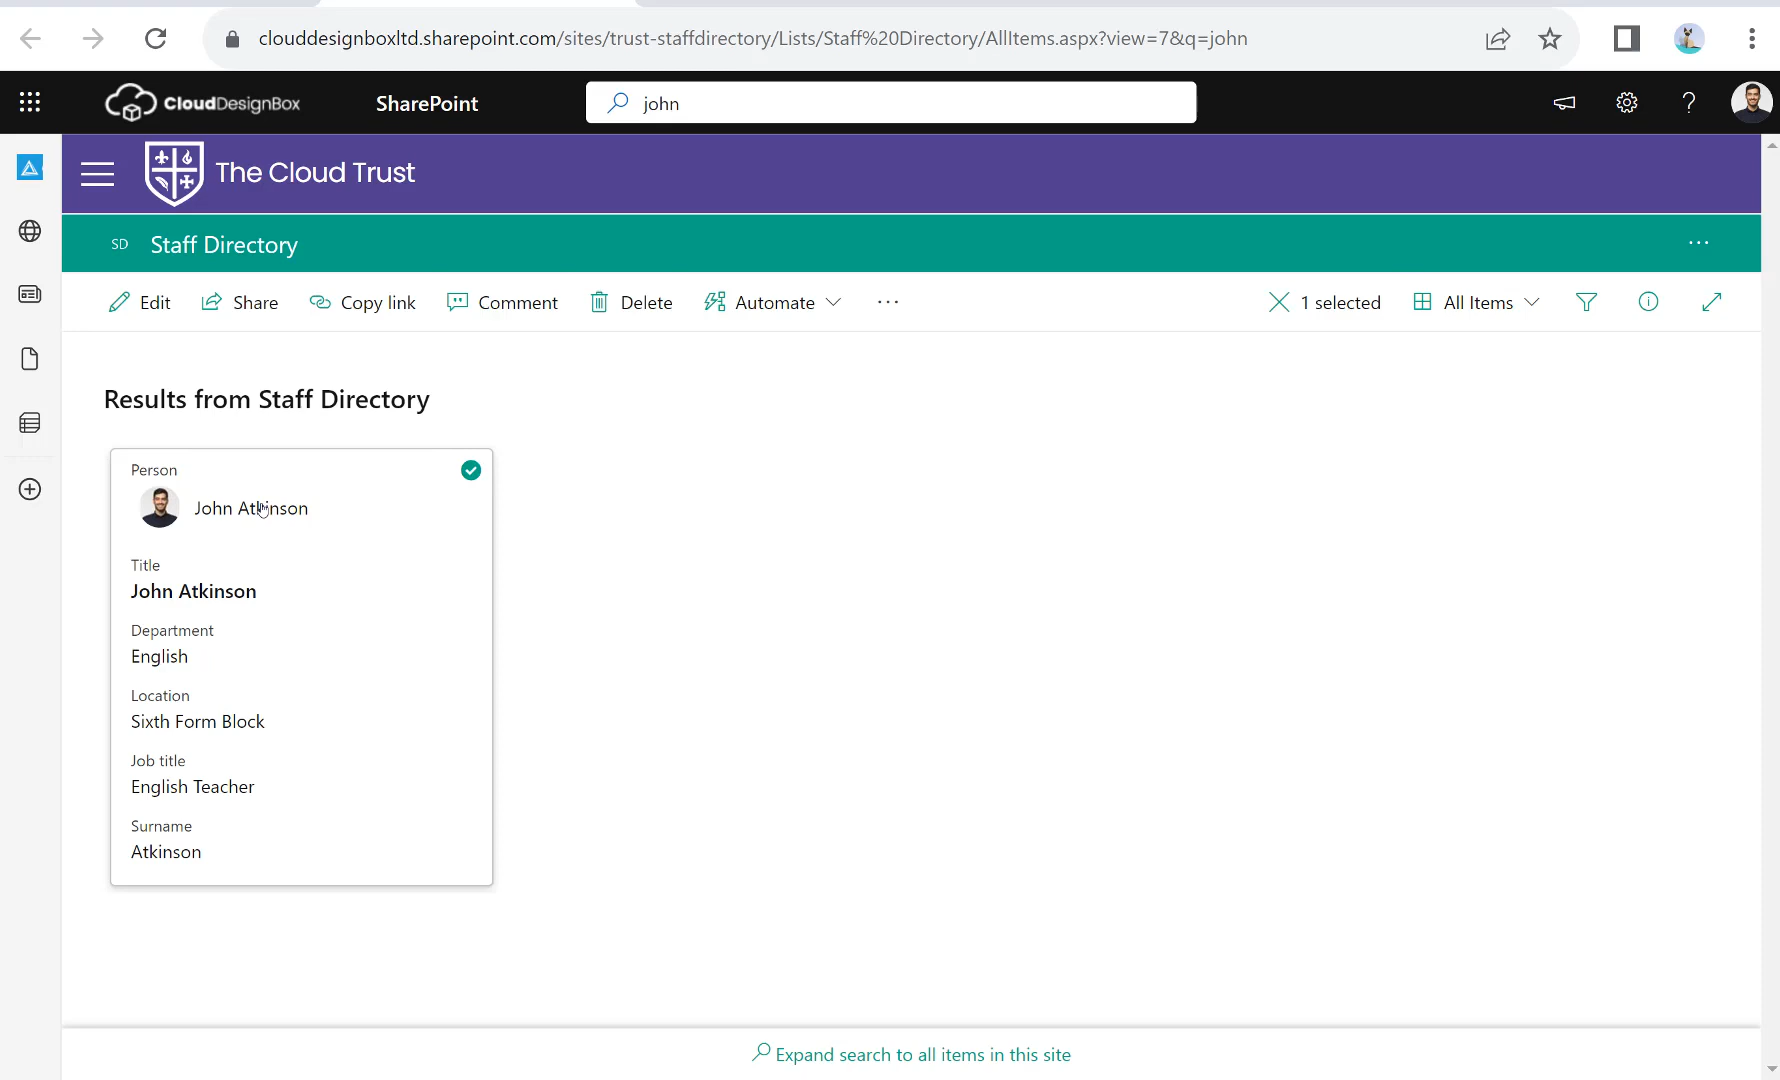 clouddesignboxltd.sharepoint.com/sites/trust-staffdirectory/Lists/Staff%20Directory/AllItems.aspx?view=7&q=john
CloudDesignBox
SharePoint
john
The Cloud Trust
SD
Staff Directory
Edit
Share
Copy link
Comment
Delete
Automate
1 selected
All Items
Results from Staff Directory
Person
John Atkinson
Title
John Atkinson
Department
English
Location
Sixth Form Block
Job title
English Teacher
Surname
Atkinson
Expand search to all items in this site